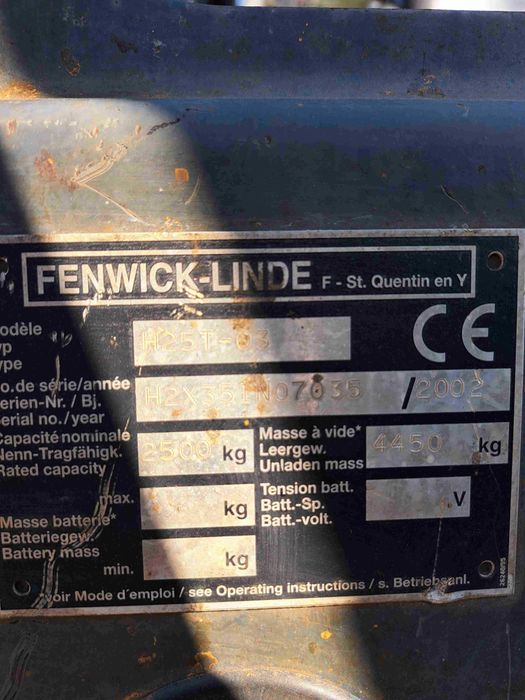 FENWICK-LINDE F - St. Quentin en Y
odèle
yp
ype
H25T-03
CE
o.de série/année
erien-Nr. / Bj.
erial no./year
H2X351N07035 /2002
Capacité nominale
Nenn-Tragfähigk.
Rated capacity
2500 kg
Masse à vide*
Leergew.
Unladen mass
4450 kg
max. kg
Tension batt.
Batt.-Sp.
Batt.-volt.
V
Masse batterie*
Batteriegew.
Battery mass
min. kg
voir Mode d'emploi / see Operating instructions / s. Betriebsanl.